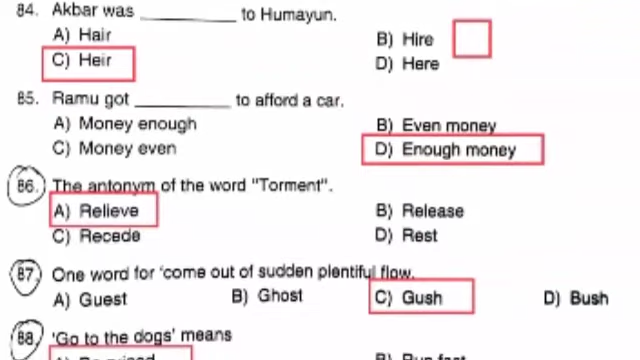 84. Akbar was ________ to Humayun.
A) Hair B) Hire
C) Heir D) Here
85. Ramu got ________ to afford a car.
A) Money enough B) Even money
C) Money even D) Enough money
86. The antonym of the word "Torment".
A) Relieve B) Release
C) Recede D) Rest
87. One word for 'come out of sudden plentiful flow.
A) Guest B) Ghost C) Gush D) Bush
88. 'Go to the dogs' means
A) B) Run fast